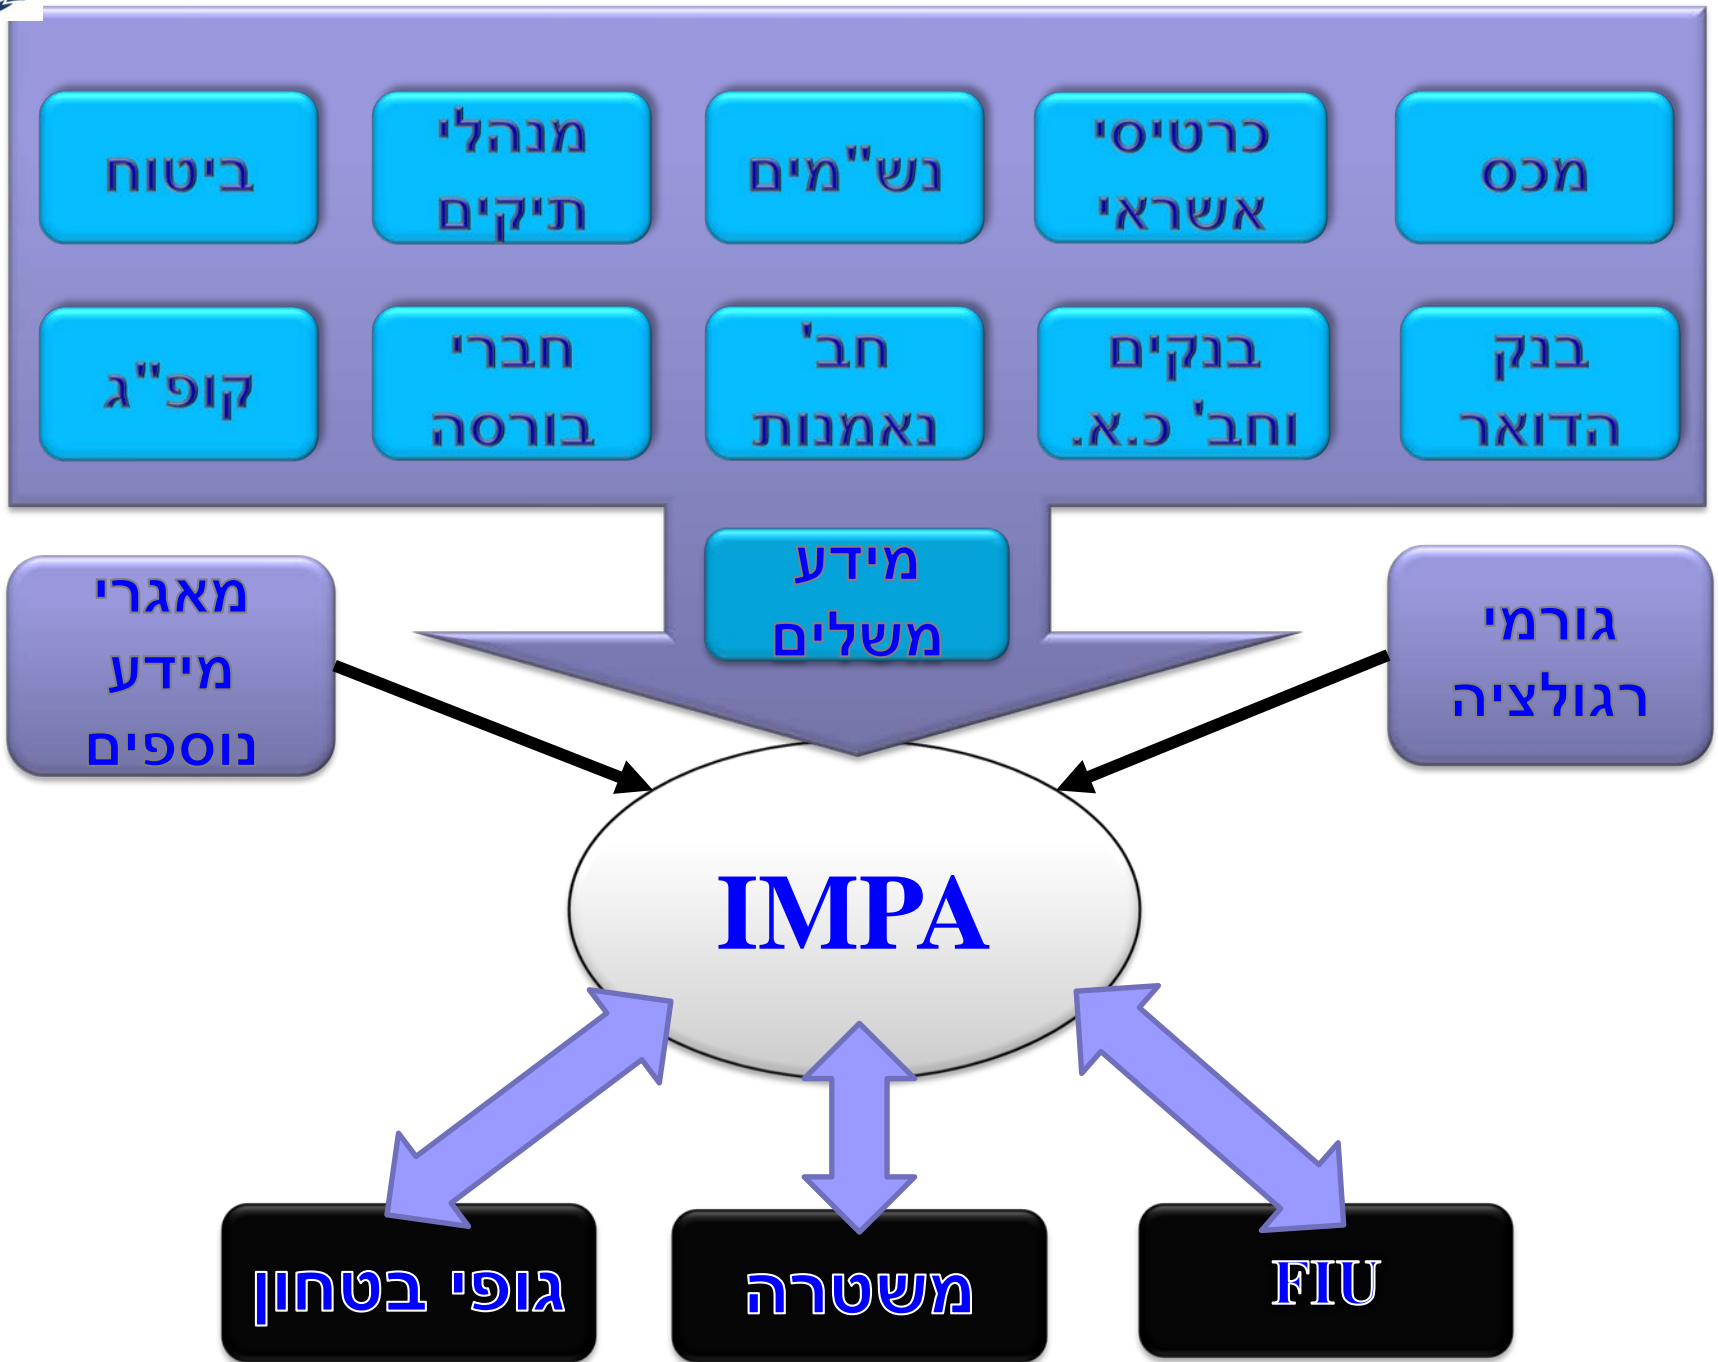 מכס
כרטיסי
אשראי
נש"מים
מנהלי
תיקים
ביטוח
בנק
הדואר
בנקים
וחב' כ.א.
חב'
נאמנות
חברי
בורסה
קופ"ג
מידע
משלים
גורמי
רגולציה
מאגרי
מידע
נוספים
IMPA
FIU
משטרה
גופי בטחון